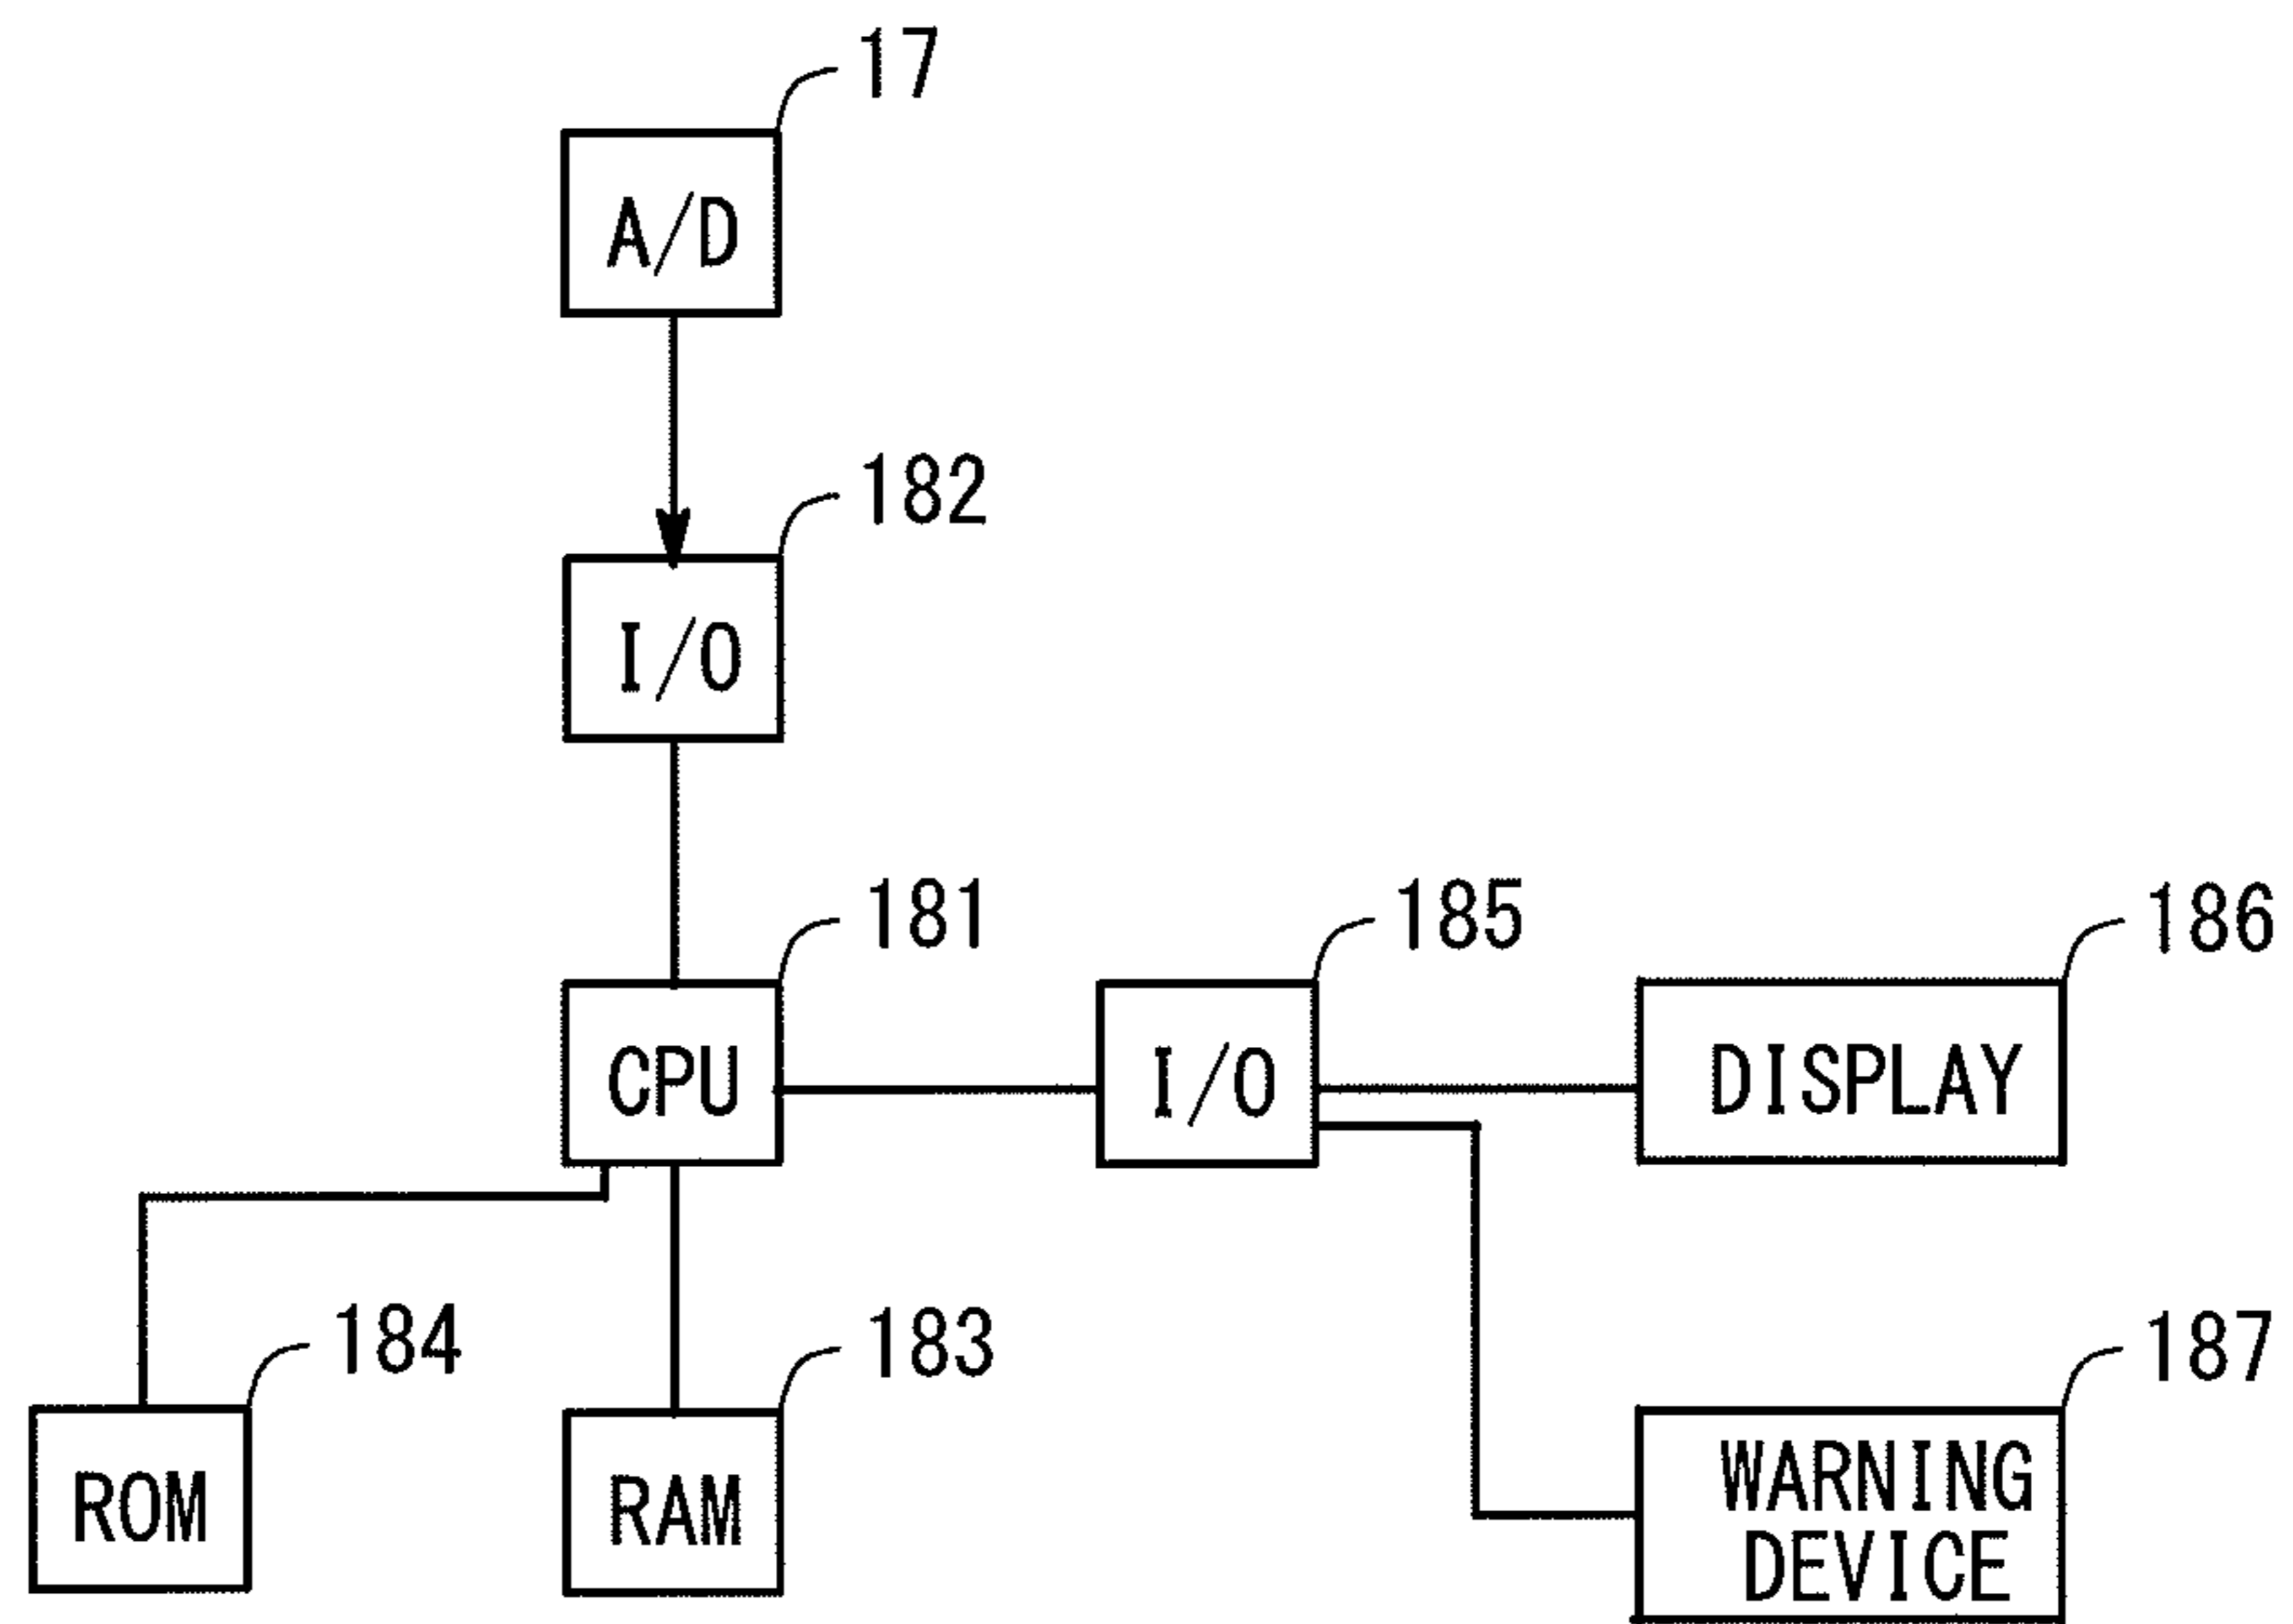 17
A/D
182
I/O
181
185
186
CPU
I/O
DISPLAY
184
183
187
ROM
RAM
WARNING
DEVICE